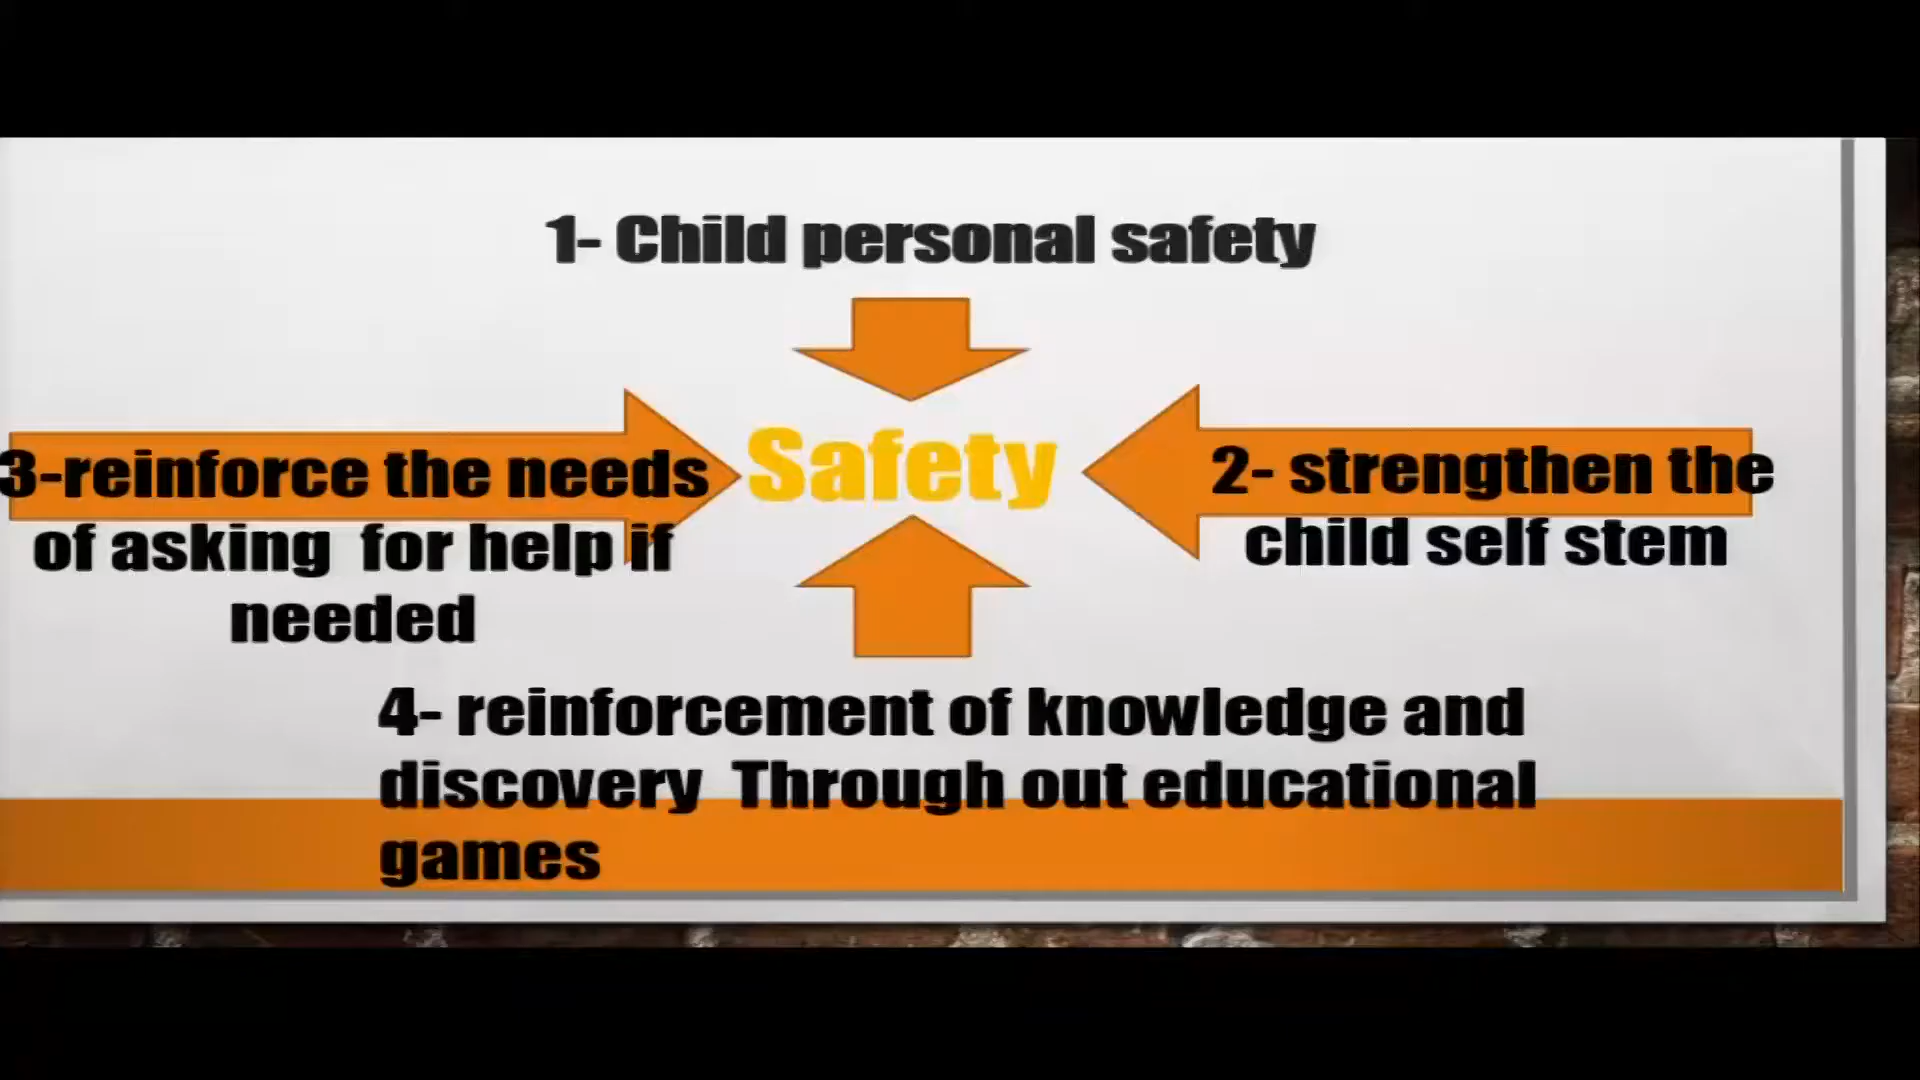 1- Child personal safety
Safety
2- strengthen the
child self stem
3-reinforce the needs
of asking for help if
needed
4- reinforcement of knowledge and
discovery Through out educational
games